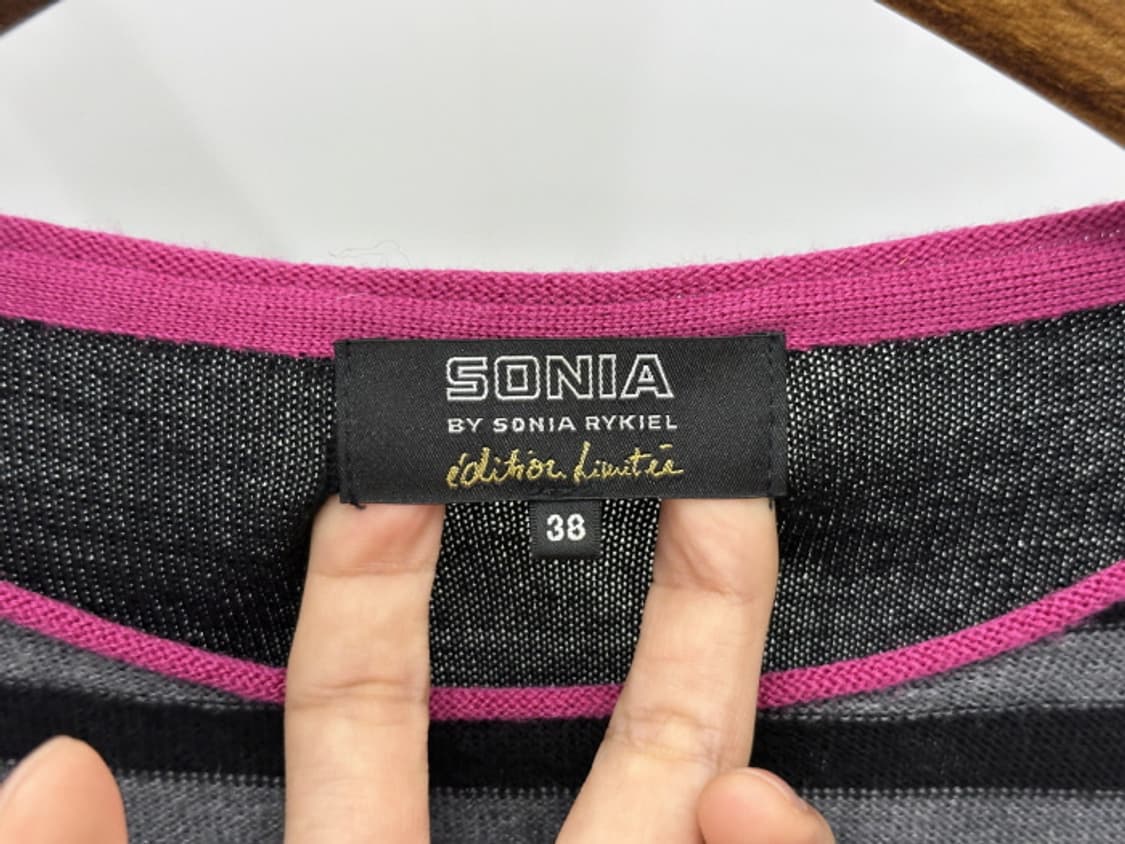 SONIA
BY SONIA RYKIEL
édition Limitée
38